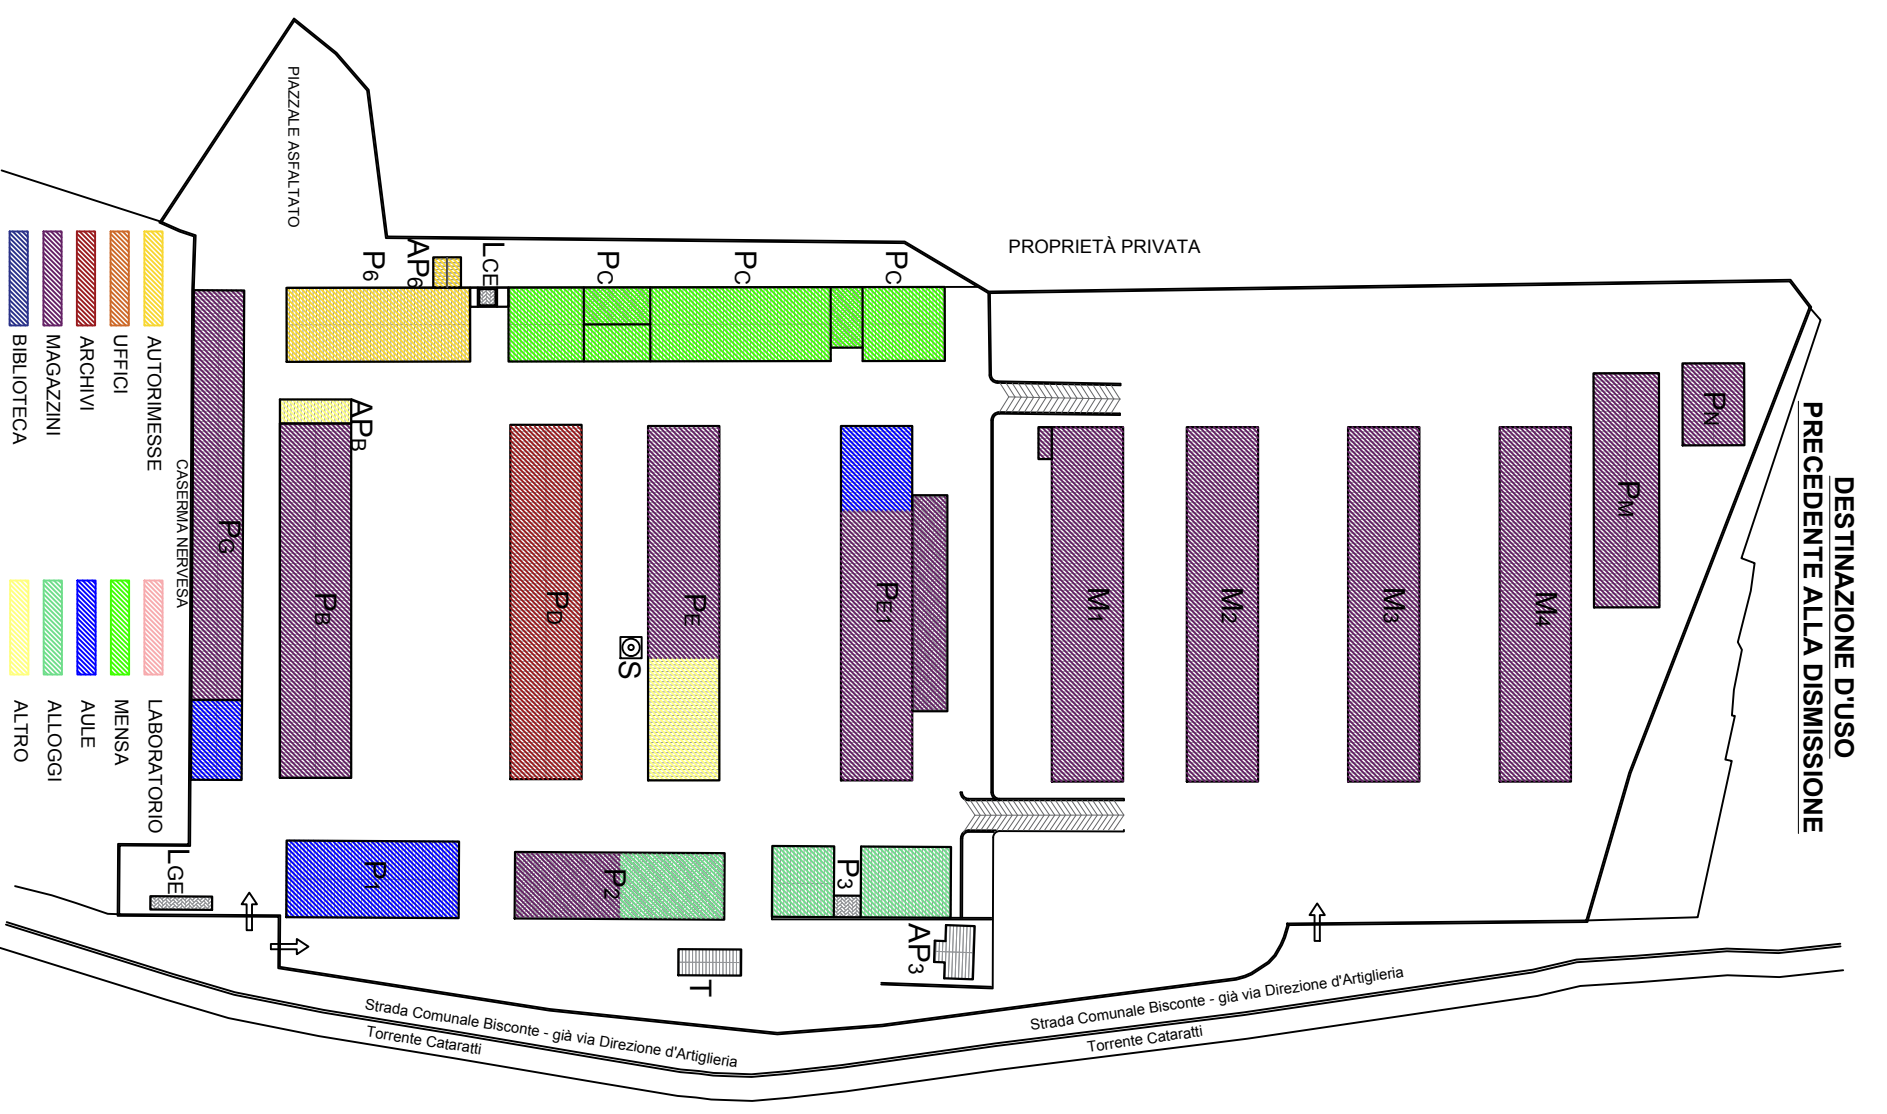 DESTINAZIONE D'USO
PRECEDENTE ALLA DISMISSIONE
PIAZZALE ASFALTATO
PROPRIETÀ PRIVATA
P6
AP6
LCE
PC
PC
PC
APB
PG
PB
PD
PE
S
PE1
M1
M2
M3
M4
PM
PN
CASERMA NERVESA
LGE
P1
P2
P3
AP3
T
Strada Comunale Bisconte - già via Direzione d'Artiglieria
Torrente Cataratti
Strada Comunale Bisconte - già via Direzione d'Artiglieria
Torrente Cataratti
AUTORIMESSE
UFFICI
ARCHIVI
MAGAZZINI
BIBLIOTECA
LABORATORIO
MENSA
AULE
ALLOGGI
ALTRO